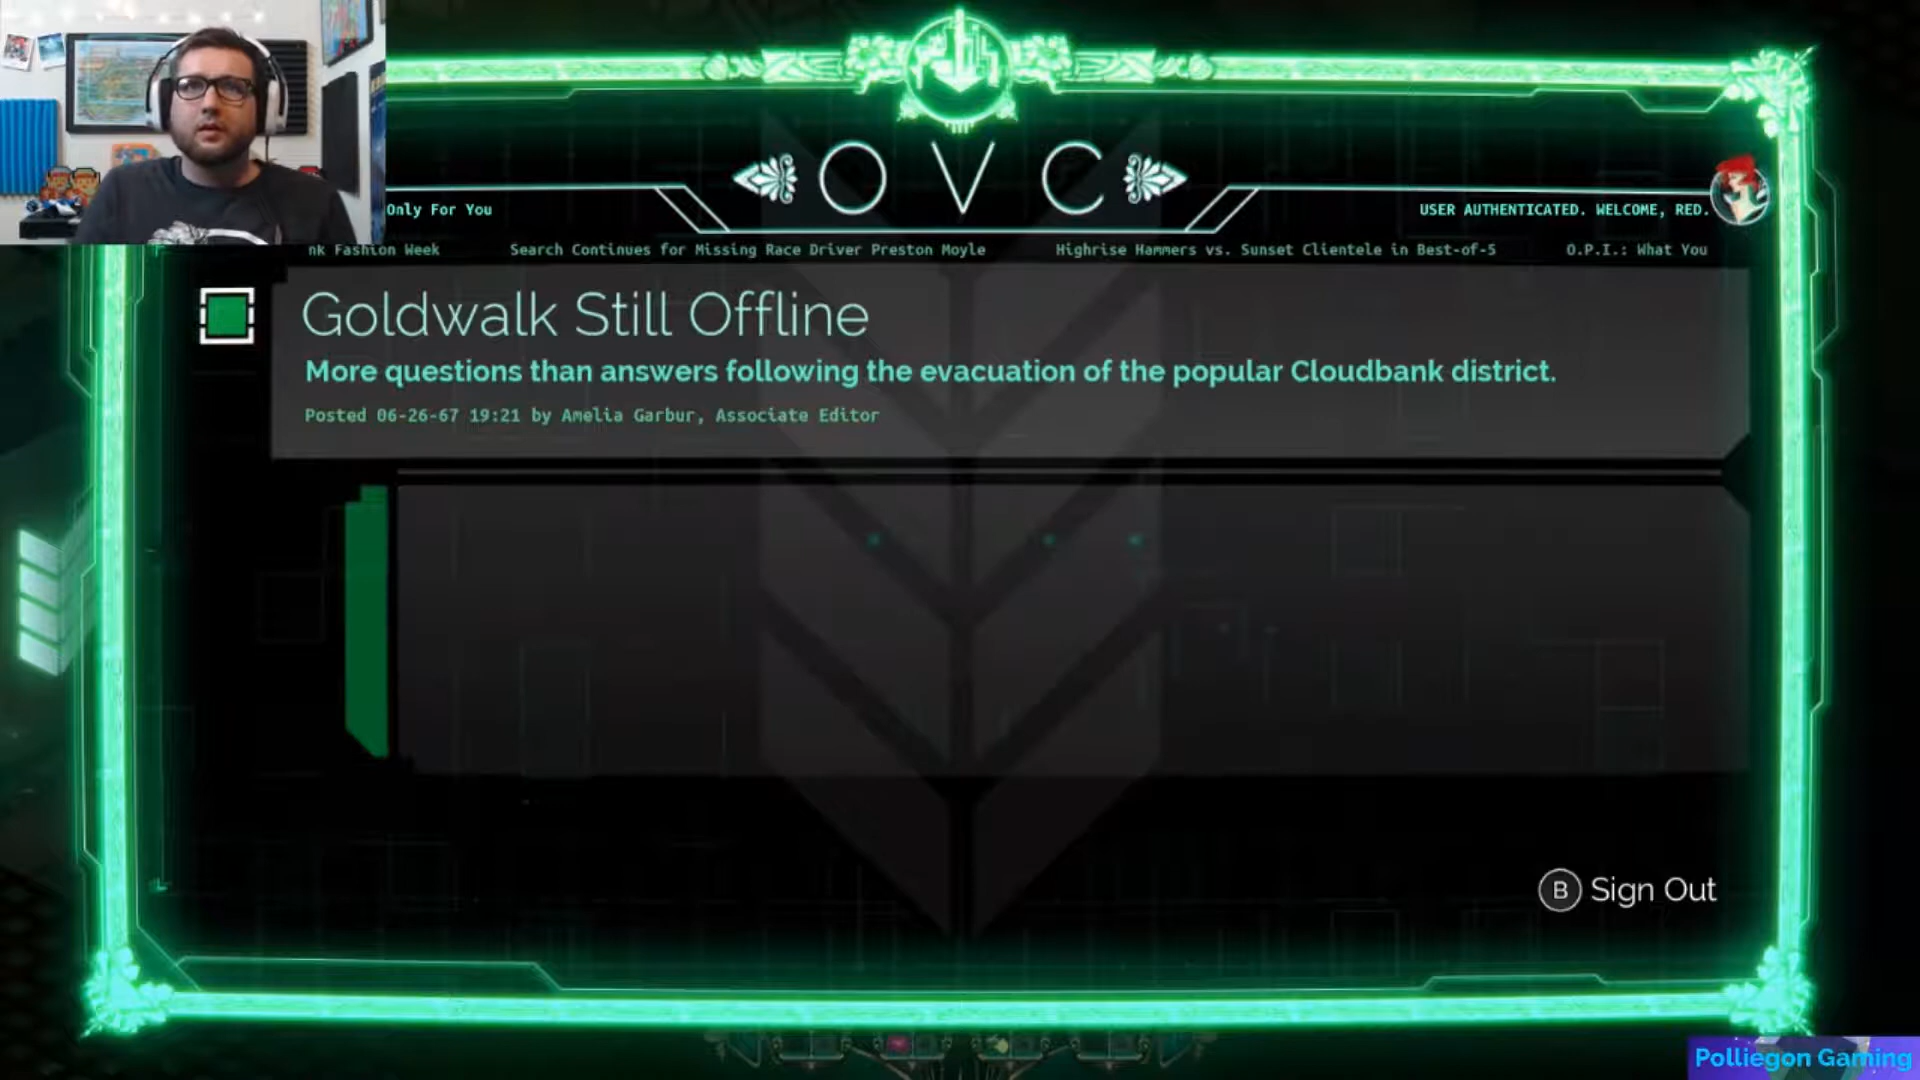 OVC
Only For You
USER AUTHENTICATED. WELCOME, RED.
nk Fashion Week Search Continues for Missing Race Driver Preston Moyle Highrise Hammers vs. Sunset Clientele in Best-of-5 O.P.I.: What You
Goldwalk Still Offline
More questions than answers following the evacuation of the popular Cloudbank district.
Posted 06-26-67 19:21 by Amelia Garbur, Associate Editor
B Sign Out
Polliegon Gaming